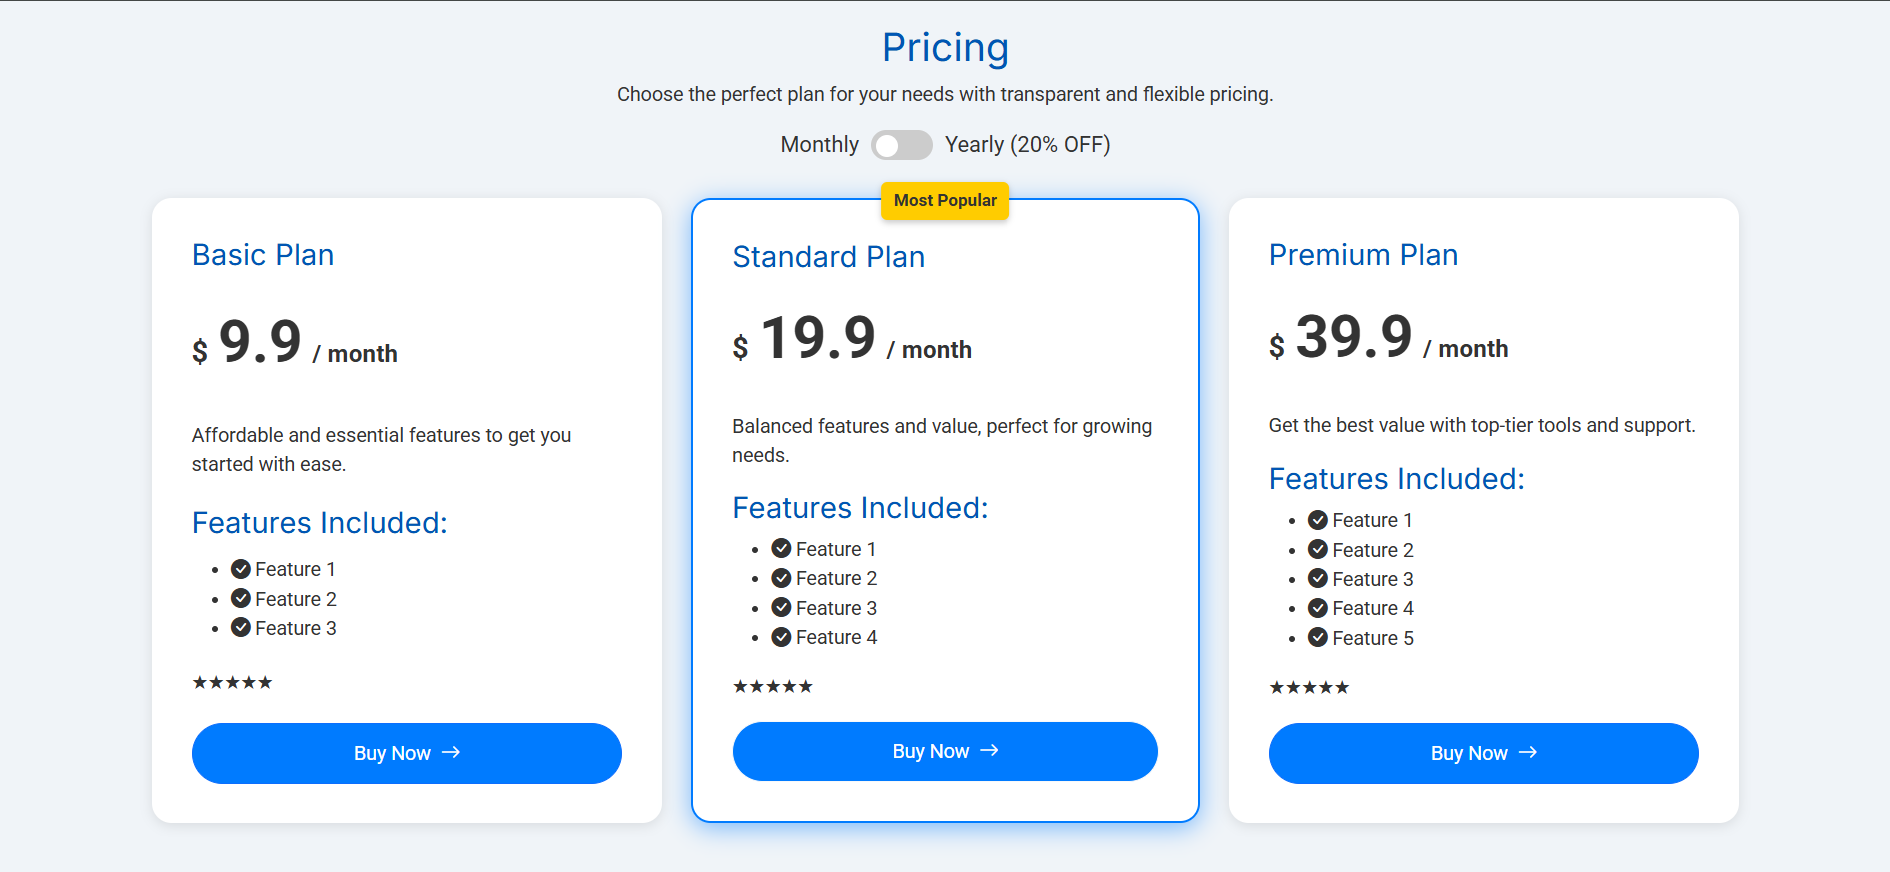 Pricing
Choose the perfect plan for your needs with transparent and flexible pricing.
Monthly Yearly (20% OFF)
Basic Plan
$ 9.9 / month
Affordable and essential features to get you
started with ease.
Features Included:
Feature 1
Feature 2
Feature 3
★★★★★
Buy Now →
Most Popular
Standard Plan
$ 19.9 / month
Balanced features and value, perfect for growing
needs.
Features Included:
Feature 1
Feature 2
Feature 3
Feature 4
★★★★★
Buy Now →
Premium Plan
$ 39.9 / month
Get the best value with top-tier tools and support.
Features Included:
Feature 1
Feature 2
Feature 3
Feature 4
Feature 5
★★★★★
Buy Now →